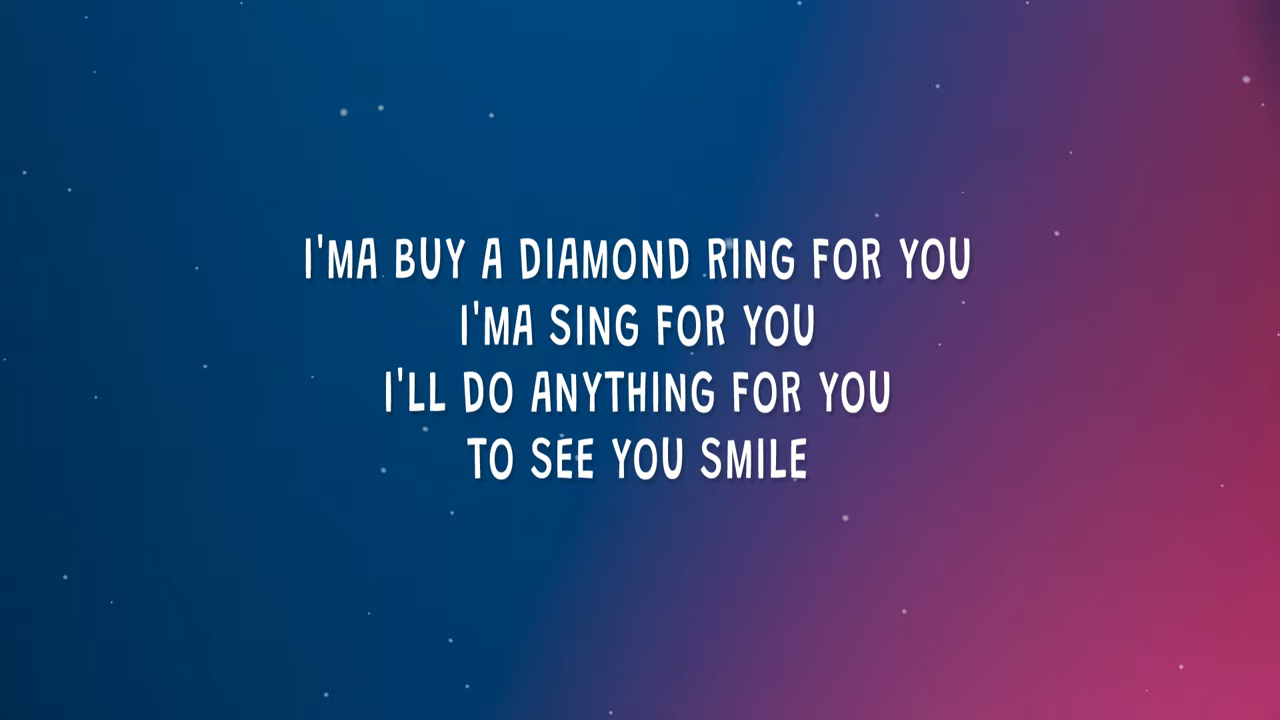 I'MA BUY A DIAMOND RING FOR YOU
I'MA SING FOR YOU
I'LL DO ANYTHING FOR YOU
TO SEE YOU SMILE